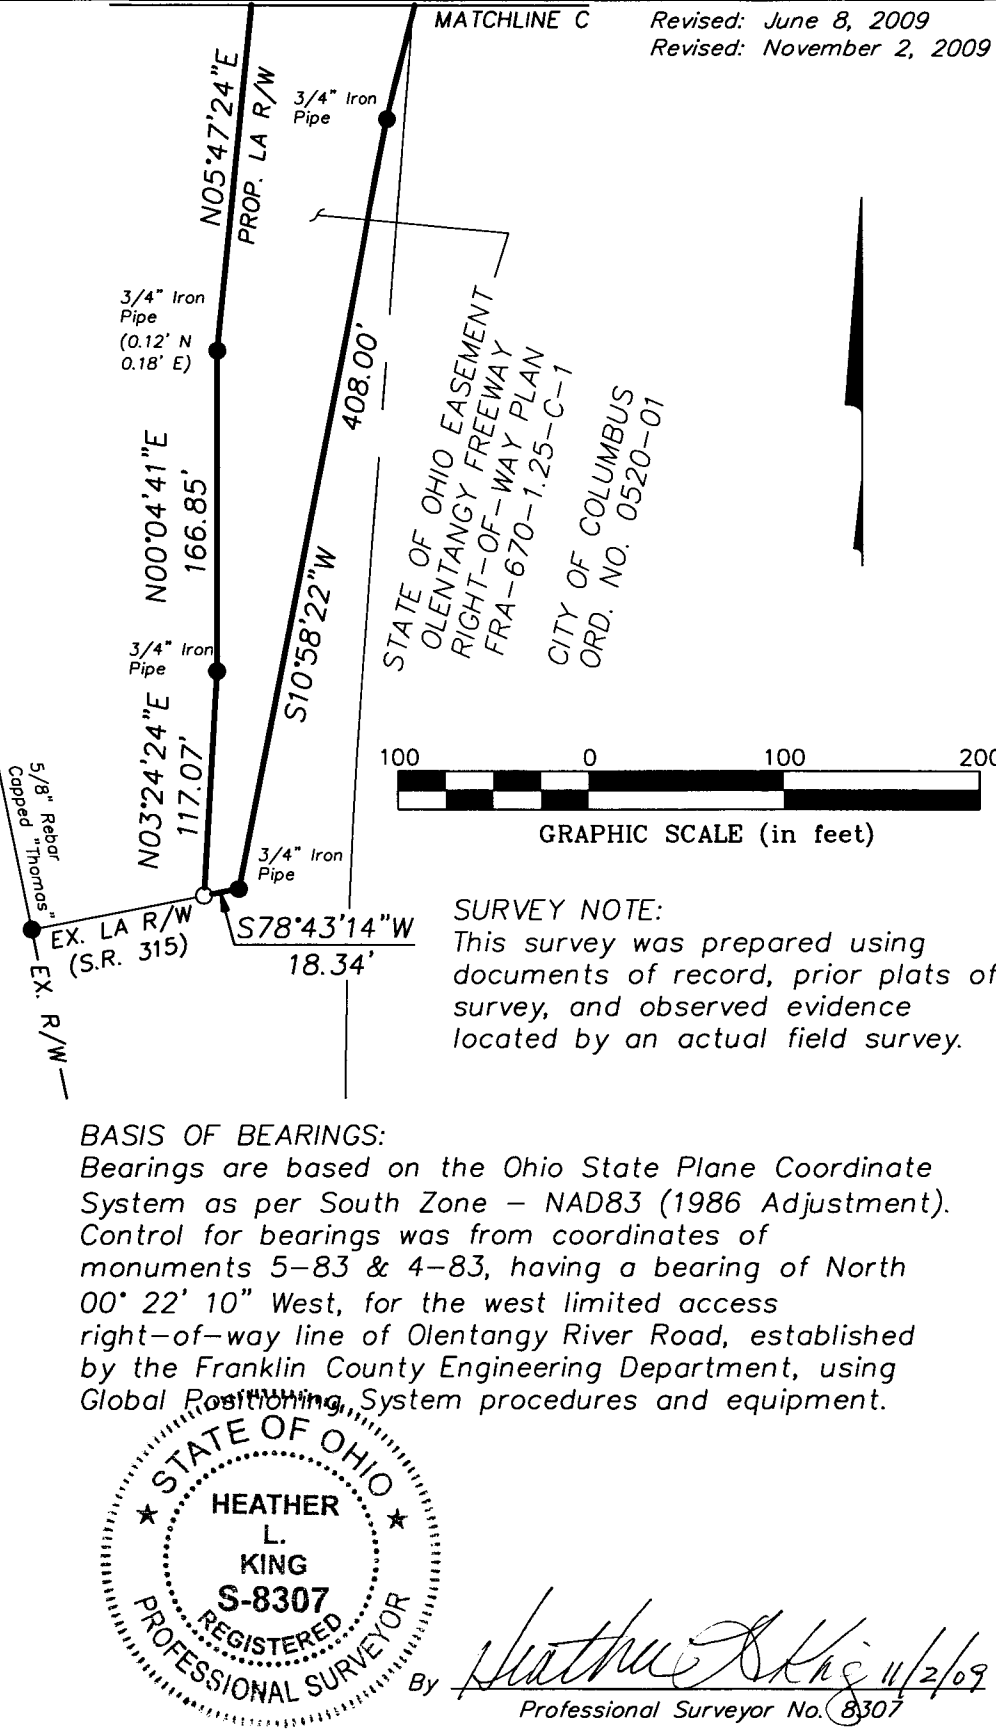 MATCHLINE C
Revised: June 8, 2009
Revised: November 2, 2009
N05°47'24"E
PROP. LA R/W
3/4" Iron
Pipe
3/4" Iron
Pipe
(0.12' N
0.18' E)
408.00'
S10°58'22"W
N00°04'41"E
166.85'
STATE OF OHIO EASEMENT
OLENTANGY FREEWAY
RIGHT-OF-WAY PLAN
FRA-670-1.25-C-1
CITY OF COLUMBUS
ORD. NO. 0520-01
3/4" Iron
Pipe
N03°24'24"E
117.07'
100 0 100 200
GRAPHIC SCALE (in feet)
5/8" Rebar
Capped "Thomas"
3/4" Iron
Pipe
EX. LA R/W
(S.R. 315)
S78°43'14"W
18.34'
EX. R/W
SURVEY NOTE:
This survey was prepared using
documents of record, prior plats of
survey, and observed evidence
located by an actual field survey.
BASIS OF BEARINGS:
Bearings are based on the Ohio State Plane Coordinate
System as per South Zone – NAD83 (1986 Adjustment).
Control for bearings was from coordinates of
monuments 5-83 & 4-83, having a bearing of North
00° 22' 10" West, for the west limited access
right-of-way line of Olentangy River Road, established
by the Franklin County Engineering Department, using
Global Positioning System procedures and equipment.
STATE OF OHIO
HEATHER
L.
KING
S-8307
REGISTERED
PROFESSIONAL SURVEYOR
By Heather L King 11/2/09
Professional Surveyor No. 8307